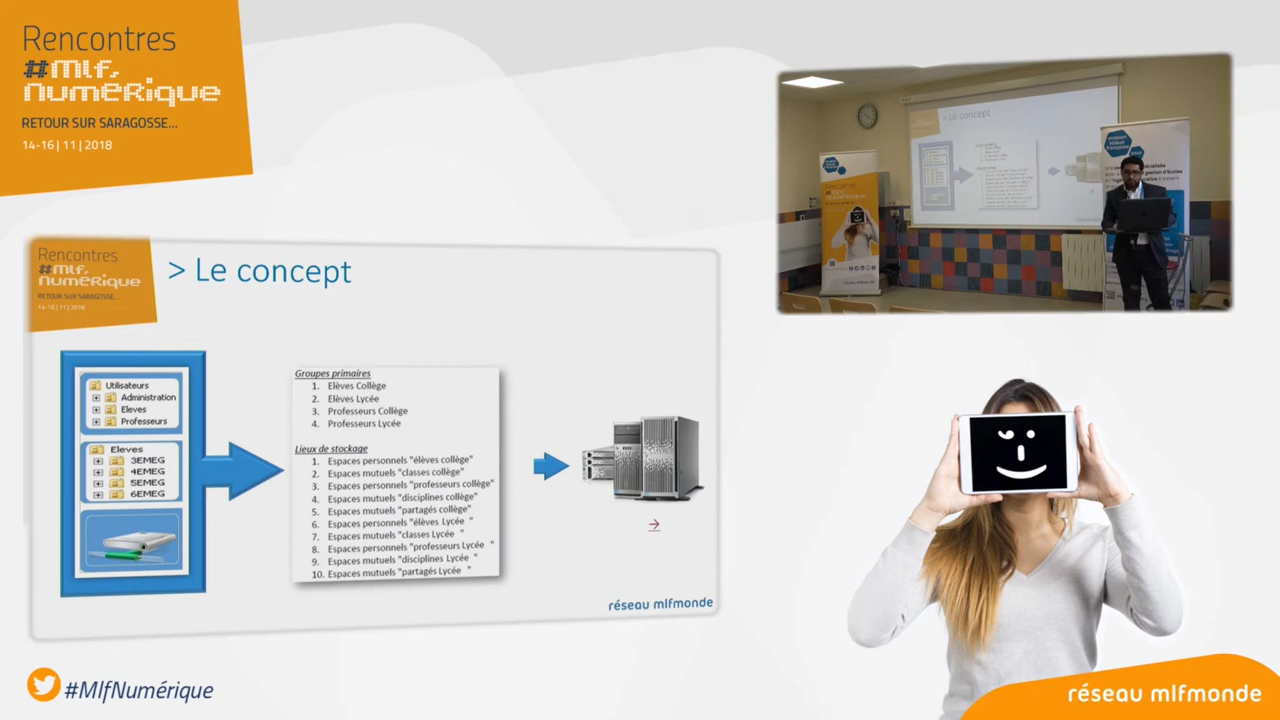 Rencontres
#mlf.
numérique
RETOUR SUR SARAGOSSE...
14-16 | 11 | 2018
Rencontres
#mlf.
numérique
RETOUR SUR SARAGOSSE...
14-16 | 11 | 2018
> Le concept
Utilisateurs
Administration
Eleves
Professeurs
Eleves
3EMEG
4EMEG
5EMEG
6EMEG
Groupes primaires
1. Elèves Collège
2. Elèves Lycée
3. Professeurs Collège
4. Professeurs Lycée
Lieux de stockage
1. Espaces personnels "élèves collège"
2. Espaces mutuels "classes collège"
3. Espaces personnels "professeurs collège"
4. Espaces mutuels "disciplines collège"
5. Espaces mutuels "partagés collège"
6. Espaces personnels "élèves Lycée "
7. Espaces mutuels "classes Lycée "
8. Espaces personnels "professeurs Lycée "
9. Espaces mutuels "disciplines Lycée "
10. Espaces mutuels "partagés Lycée "
→
réseau mlfmonde
> Le concept
mission
laïque
française
Rencontres
#MlfNumérique
réseau mlfmonde